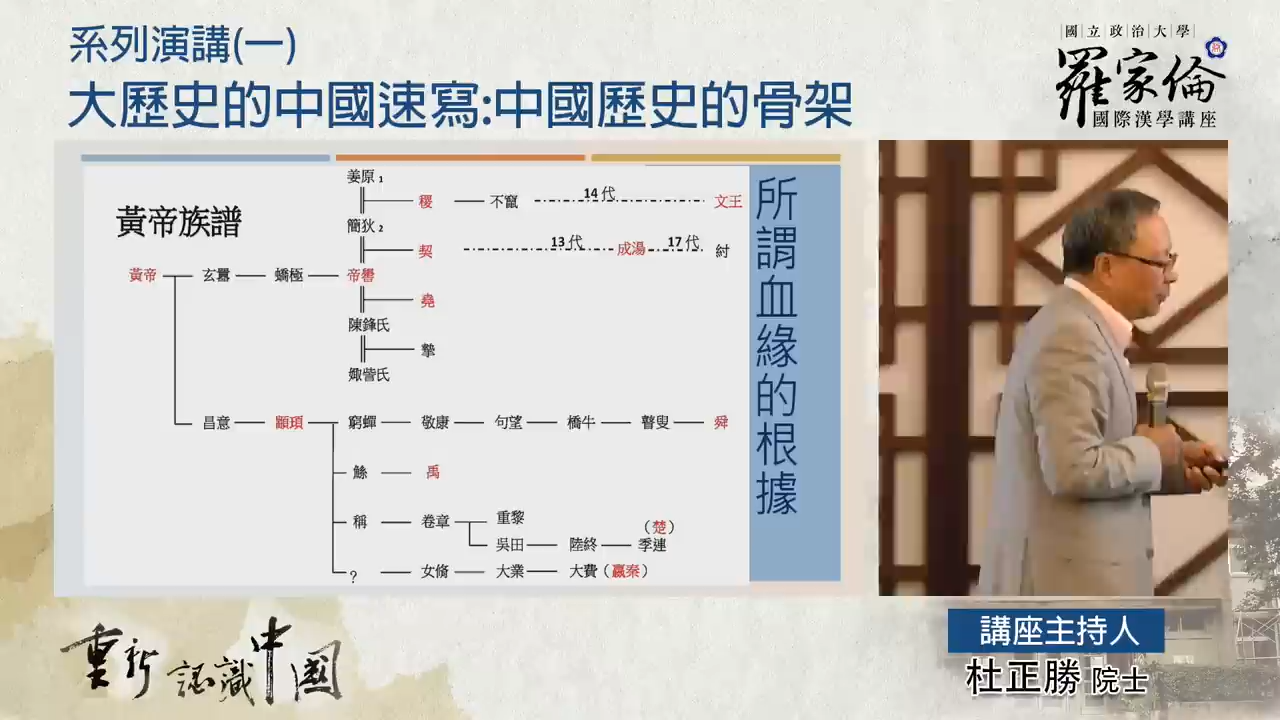 系列演講(一)
大歷史的中國速寫:中國歷史的骨架
國立政治大學
羅家倫
國際漢學講座
黃帝族譜
姜原 1
稷 不窋 14 代 文王
簡狄 2
契 13 代 成湯 17 代 紂
黃帝 玄囂 蟜極 帝嚳
堯
陳鋒氏
摯
娵訾氏
昌意 顓頊 窮蟬 敬康 句望 橋牛 瞽叟 舜
鯀 禹
稱 卷章 重黎
(楚)
吳田 陸終 季連
? 女脩 大業 大費(嬴秦)
所謂血緣的根據
重新認識中國
講座主持人
杜正勝 院士